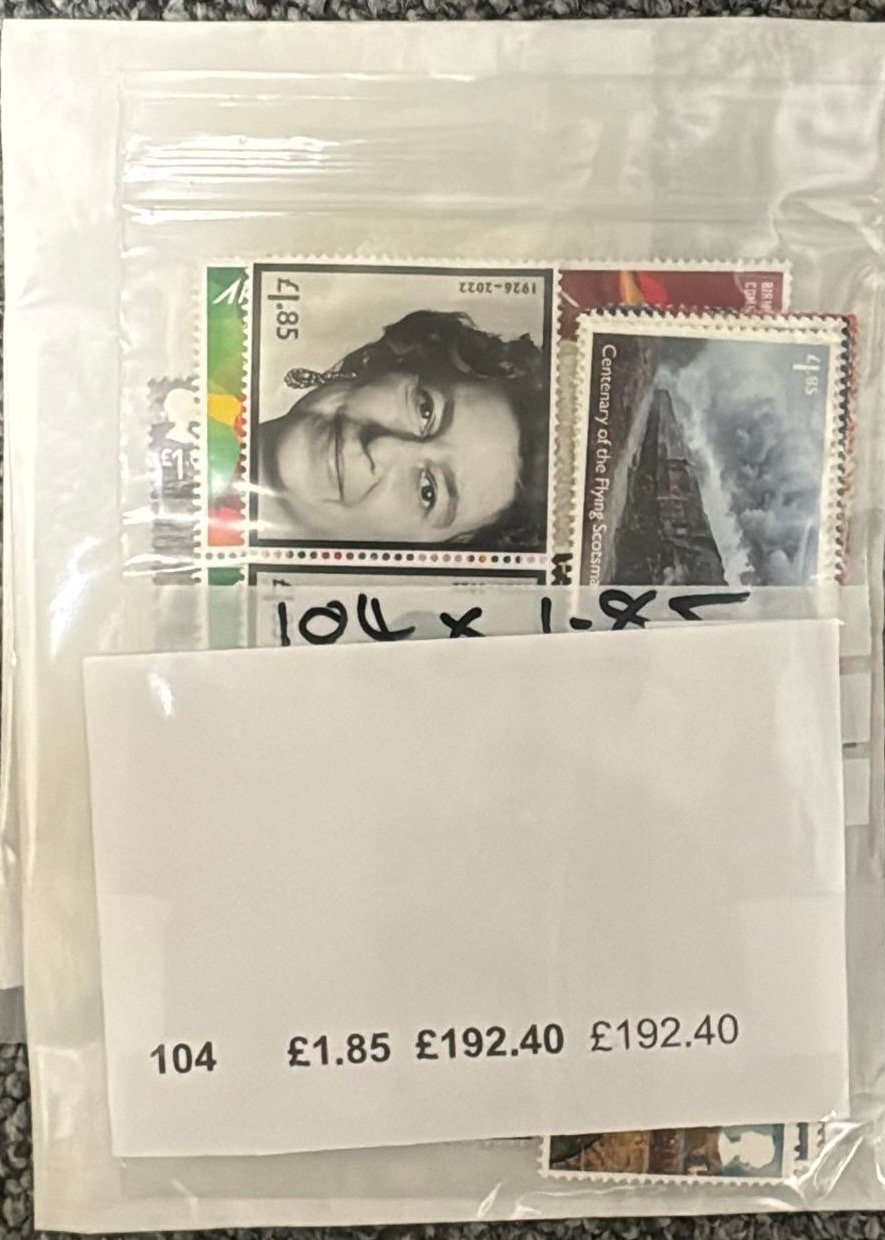 £1.85
1926-2022
£1.85
Centenary of the Flying Scotsma
104 x 1.85
104 £1.85 £192.40 £192.40